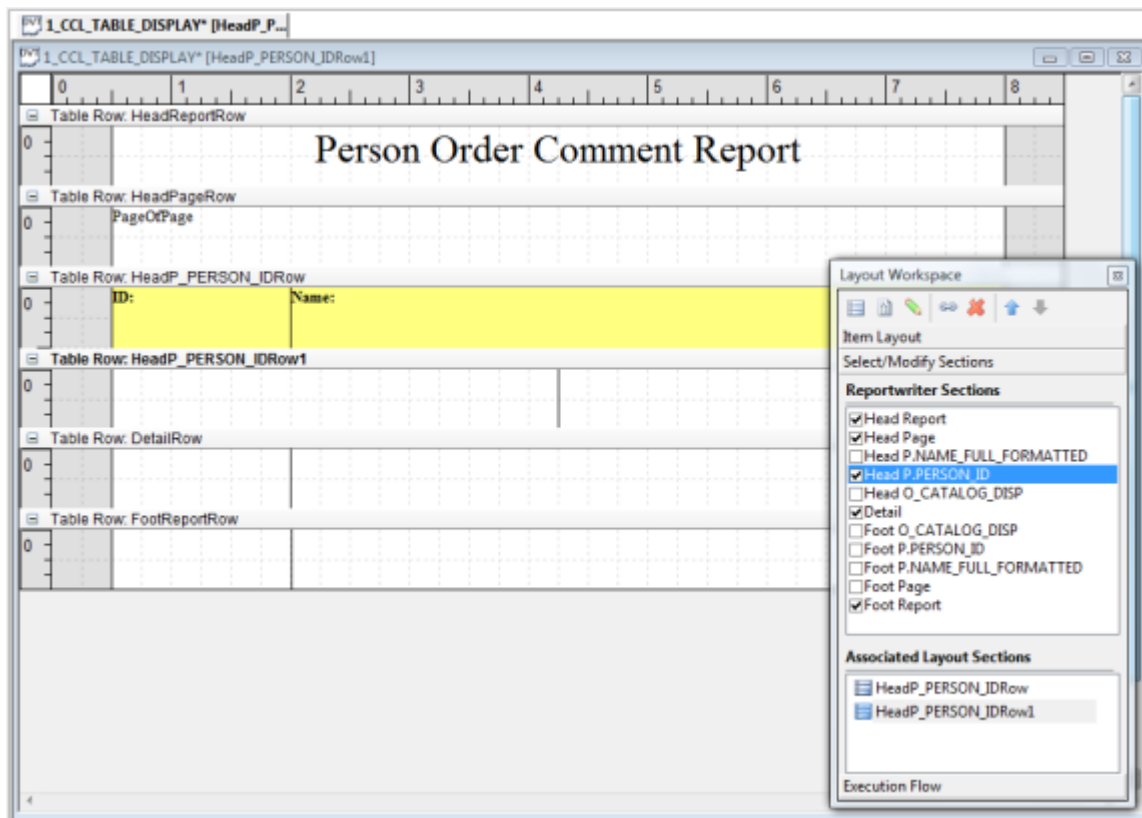 1_CCL_TABLE_DISPLAY* [HeadP_P...
1_CCL_TABLE_DISPLAY* [HeadP_PERSON_IDRow1]
0 1 2 3 4 5 6 7 8
Table Row: HeadReportRow
0
Person Order Comment Report
Table Row: HeadPageRow
0
PageOfPage
Table Row: HeadP_PERSON_IDRow
0
ID: Name:
Table Row: HeadP_PERSON_IDRow1
0
Table Row: DetailRow
0
Table Row: FootReportRow
0
Layout Workspace
Item Layout
Select/Modify Sections
Reportwriter Sections
Head Report
Head Page
Head P.NAME_FULL_FORMATTED
Head P.PERSON_ID
Head O_CATALOG_DISP
Detail
Foot O_CATALOG_DISP
Foot P.PERSON_ID
Foot P.NAME_FULL_FORMATTED
Foot Page
Foot Report
Associated Layout Sections
HeadP_PERSON_IDRow
HeadP_PERSON_IDRow1
Execution Flow